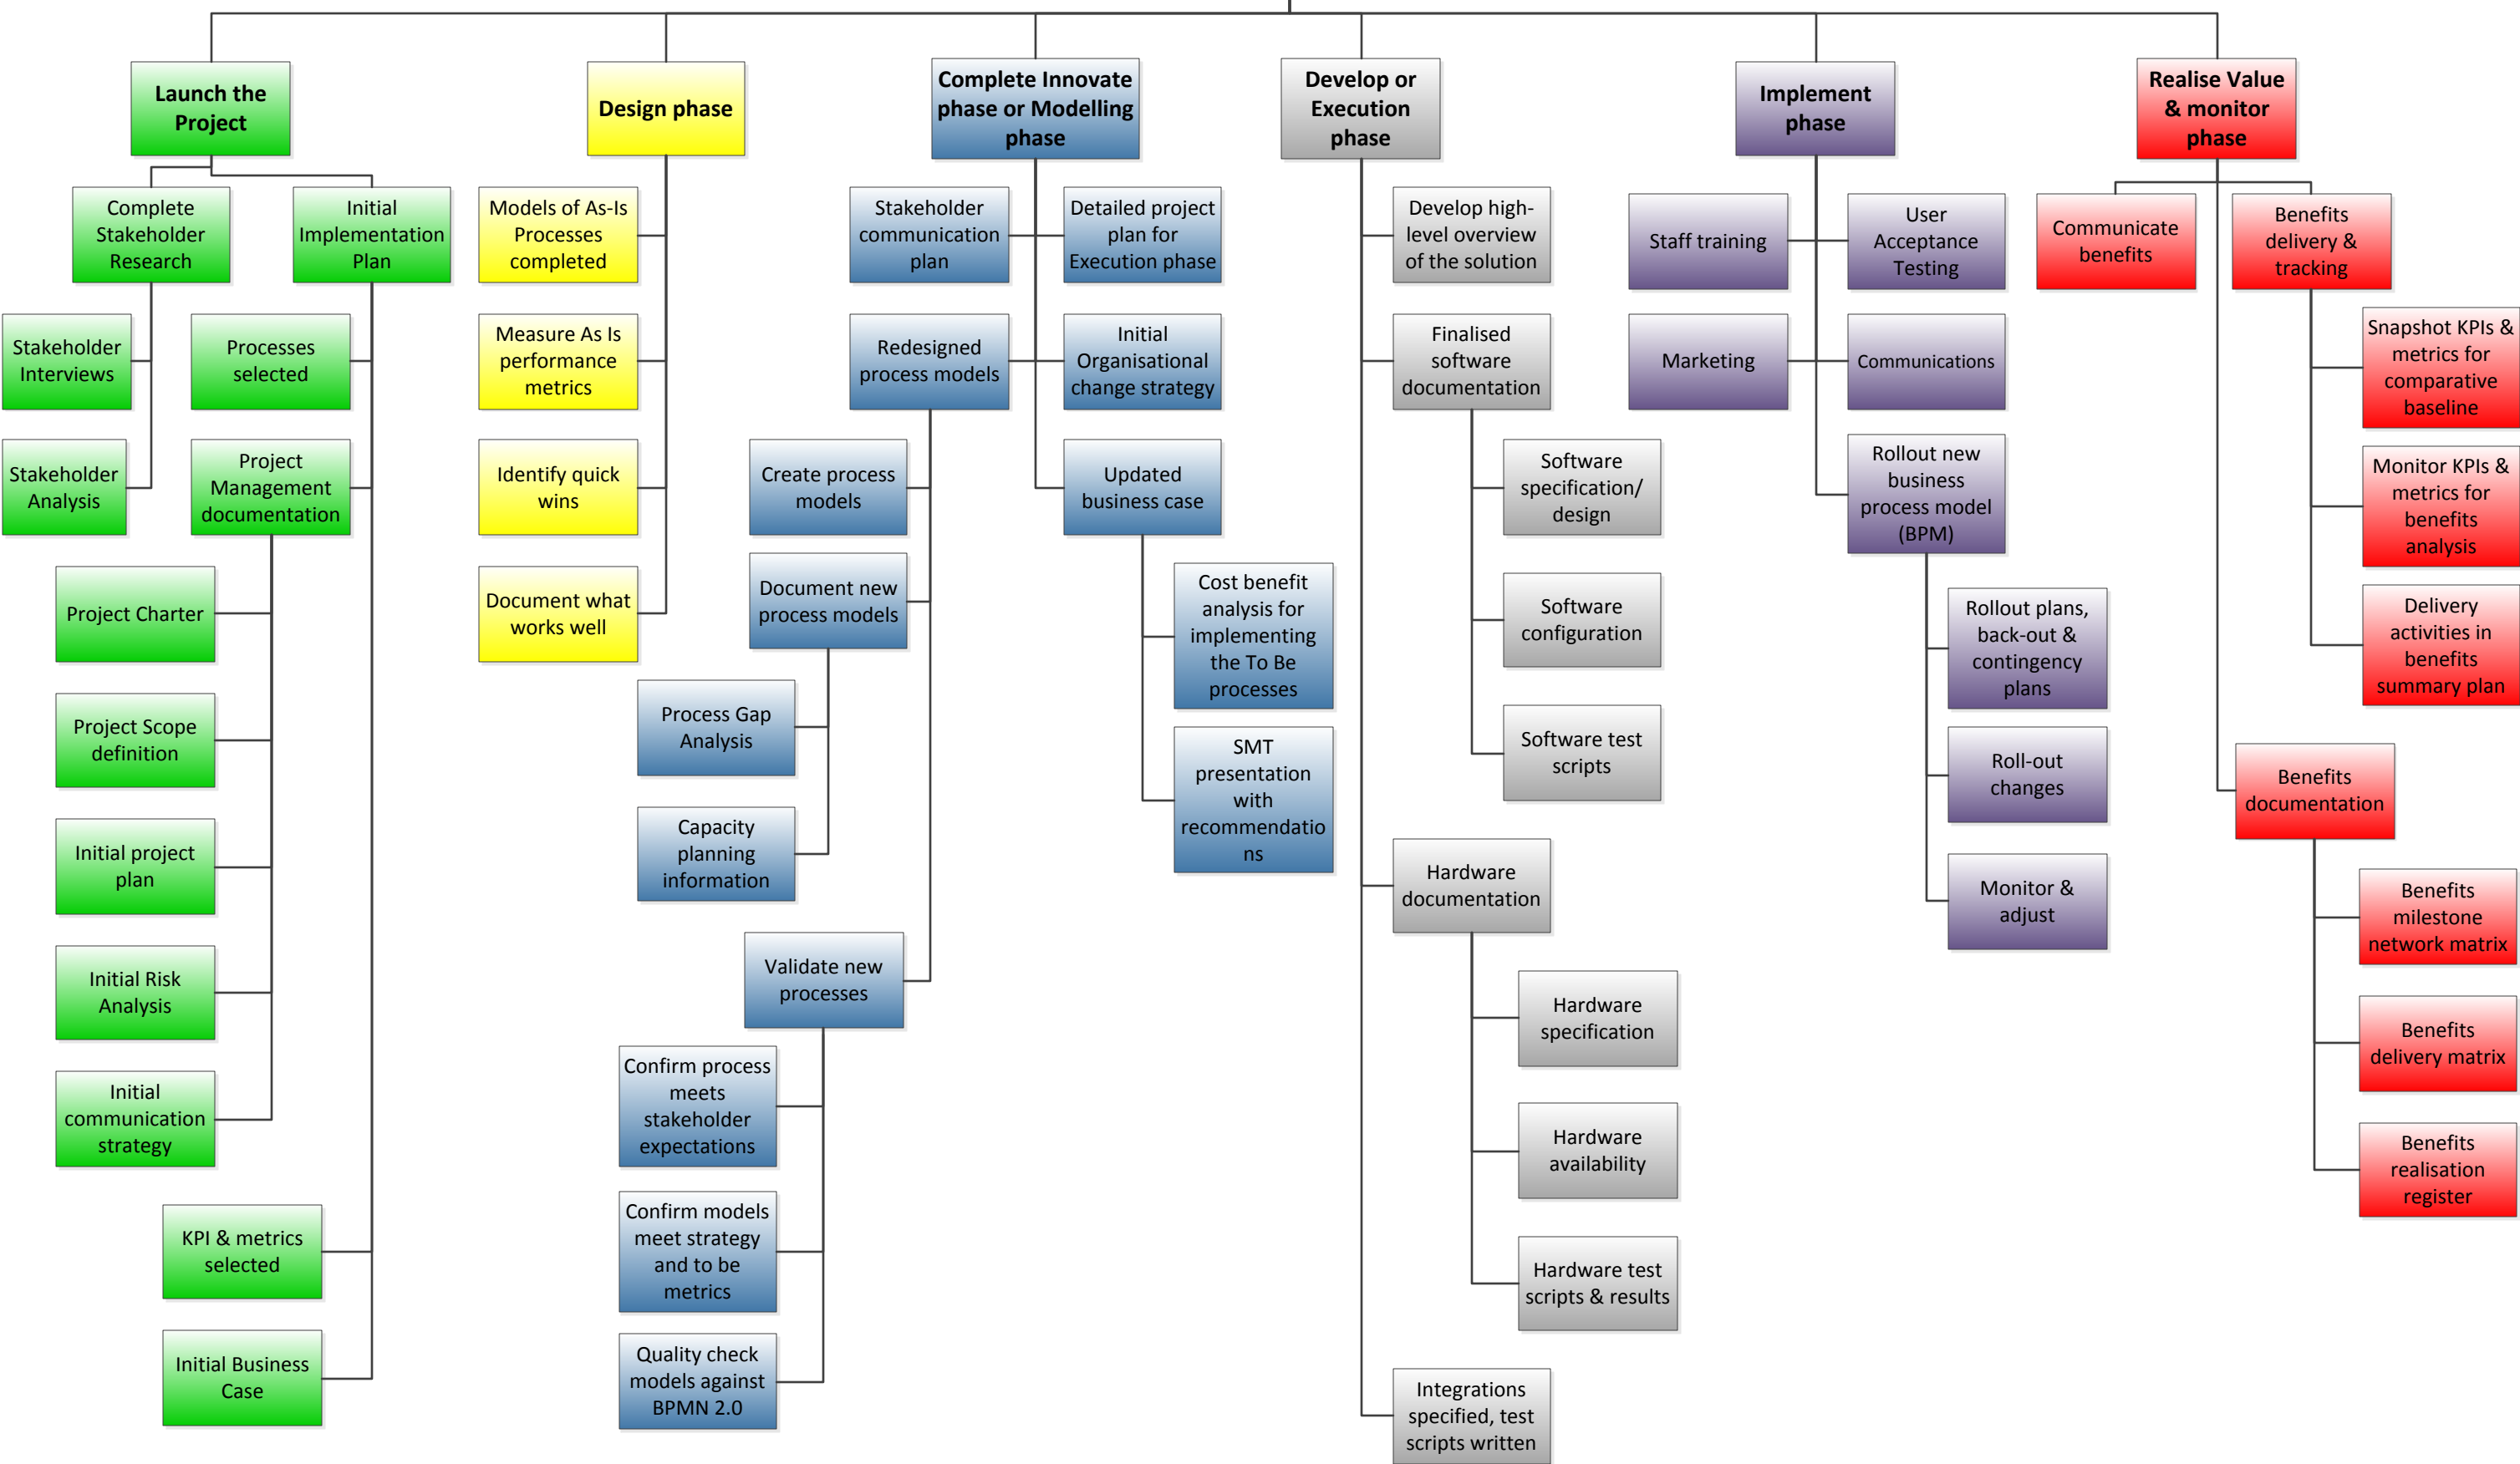 Launch the
Project
Design phase
Complete Innovate
phase or Modelling
phase
Develop or
Execution
phase
Implement
phase
Realise Value
& monitor
phase
Complete
Stakeholder
Research
Initial
Implementation
Plan
Stakeholder
Interviews
Processes
selected
Stakeholder
Analysis
Project
Management
documentation
Project Charter
Project Scope
definition
Initial project
plan
Initial Risk
Analysis
Initial
communication
strategy
KPI & metrics
selected
Initial Business
Case
Models of As-Is
Processes
completed
Measure As Is
performance
metrics
Identify quick
wins
Document what
works well
Stakeholder
communication
plan
Detailed project
plan for
Execution phase
Redesigned
process models
Initial
Organisational
change strategy
Create process
models
Updated
business case
Document new
process models
Cost benefit
analysis for
implementing
the To Be
processes
Process Gap
Analysis
SMT
presentation
with
recommendatio
ns
Capacity
planning
information
Validate new
processes
Confirm process
meets
stakeholder
expectations
Confirm models
meet strategy
and to be
metrics
Quality check
models against
BPMN 2.0
Develop high-
level overview
of the solution
Finalised
software
documentation
Software
specification/
design
Software
configuration
Software test
scripts
Hardware
documentation
Hardware
specification
Hardware
availability
Hardware test
scripts & results
Integrations
specified, test
scripts written
Staff training
User
Acceptance
Testing
Marketing
Communications
Rollout new
business
process model
(BPM)
Rollout plans,
back-out &
contingency
plans
Roll-out
changes
Monitor &
adjust
Communicate
benefits
Benefits
delivery &
tracking
Snapshot KPIs &
metrics for
comparative
baseline
Monitor KPIs &
metrics for
benefits
analysis
Delivery
activities in
benefits
summary plan
Benefits
documentation
Benefits
milestone
network matrix
Benefits
delivery matrix
Benefits
realisation
register